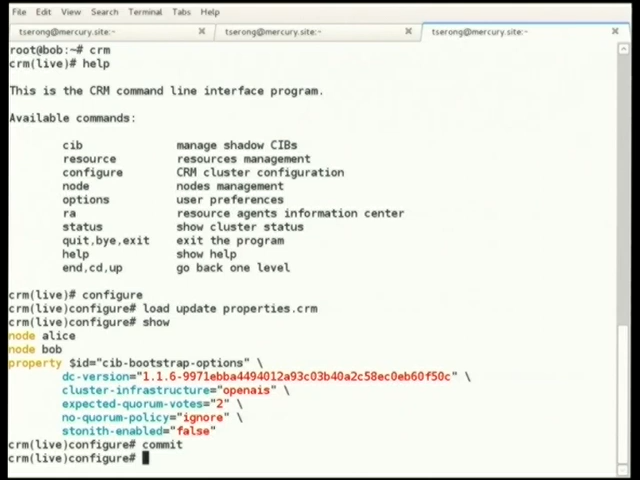 File Edit View Search Terminal Tabs Help
tserong@mercury.site:~ tserong@mercury.site:~ tserong@mercury.site:~
root@bob:~# crm
crm(live)# help
This is the CRM command line interface program.
Available commands:
cib manage shadow CIBs
resource resources management
configure CRM cluster configuration
node nodes management
options user preferences
ra resource agents information center
status show cluster status
quit,bye,exit exit the program
help show help
end,cd,up go back one level
crm(live)# configure
crm(live)configure# load update properties.crm
crm(live)configure# show
node alice
node bob
property $id="cib-bootstrap-options" \
dc-version="1.1.6-9971ebba4494012a93c03b40a2c58ec0eb60f50c" \
cluster-infrastructure="openais" \
expected-quorum-votes="2" \
no-quorum-policy="ignore" \
stonith-enabled="false"
crm(live)configure# commit
crm(live)configure#